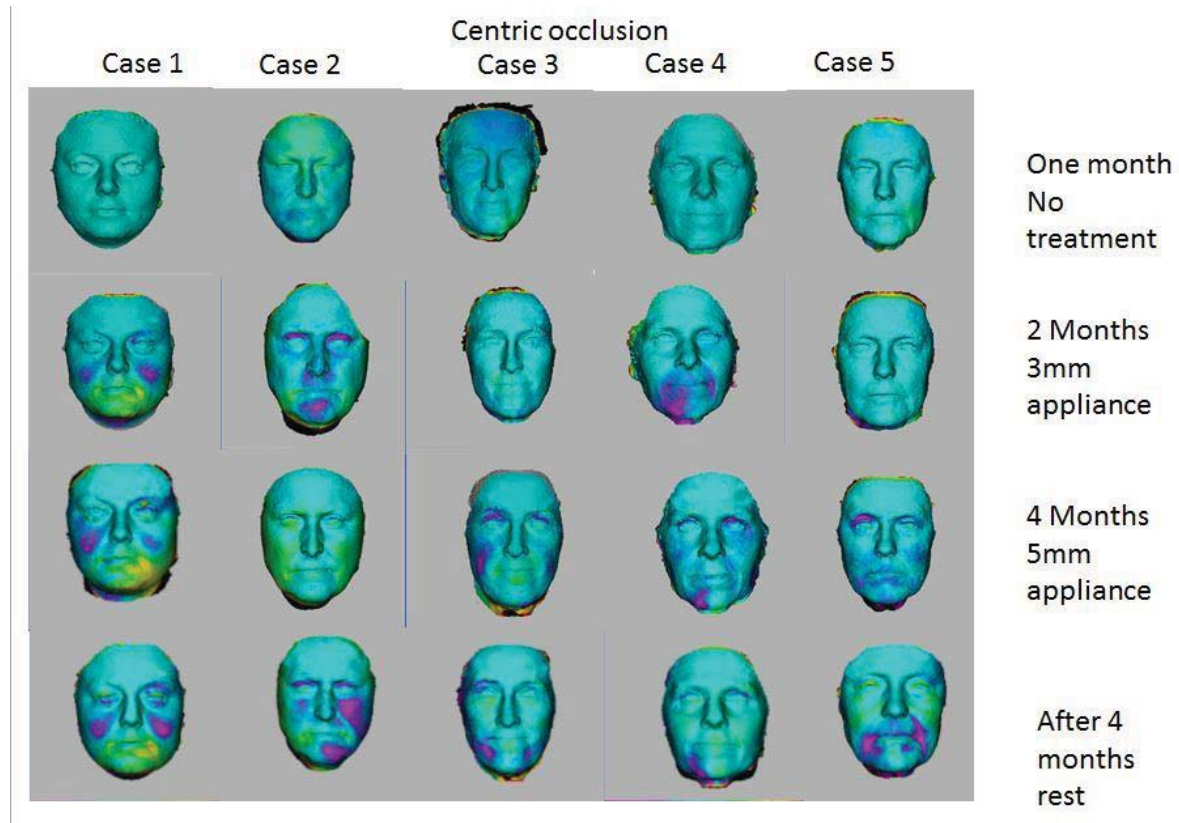 Centric occlusion
Case 1 Case 2 Case 3 Case 4 Case 5
One month
No
treatment
2 Months
3mm
appliance
4 Months
5mm
appliance
After 4
months
rest